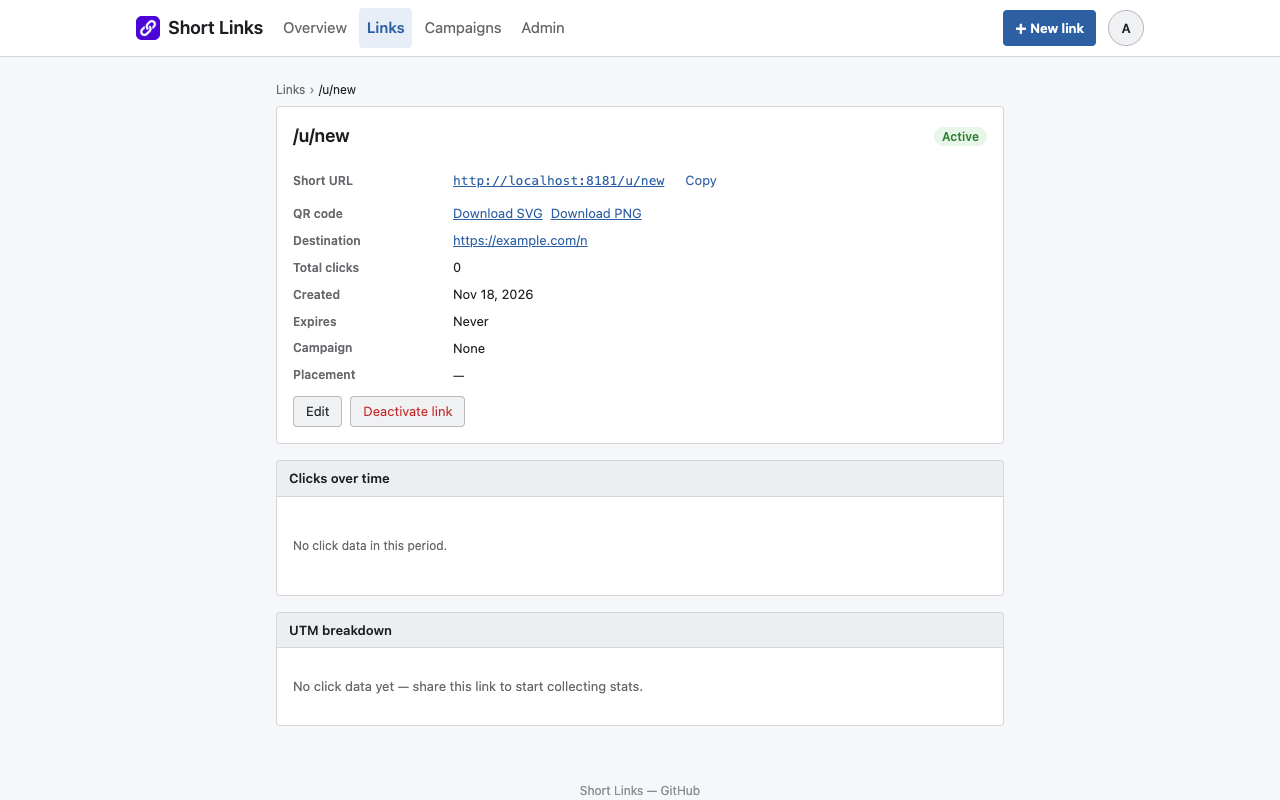 Short Links Overview Links Campaigns Admin + New link A
Links › /u/new
/u/new Active
Short URL http://localhost:8181/u/new Copy
QR code Download SVG Download PNG
Destination https://example.com/n
Total clicks 0
Created Nov 18, 2026
Expires Never
Campaign None
Placement —
Edit Deactivate link
Clicks over time
No click data in this period.
UTM breakdown
No click data yet — share this link to start collecting stats.
Short Links — GitHub